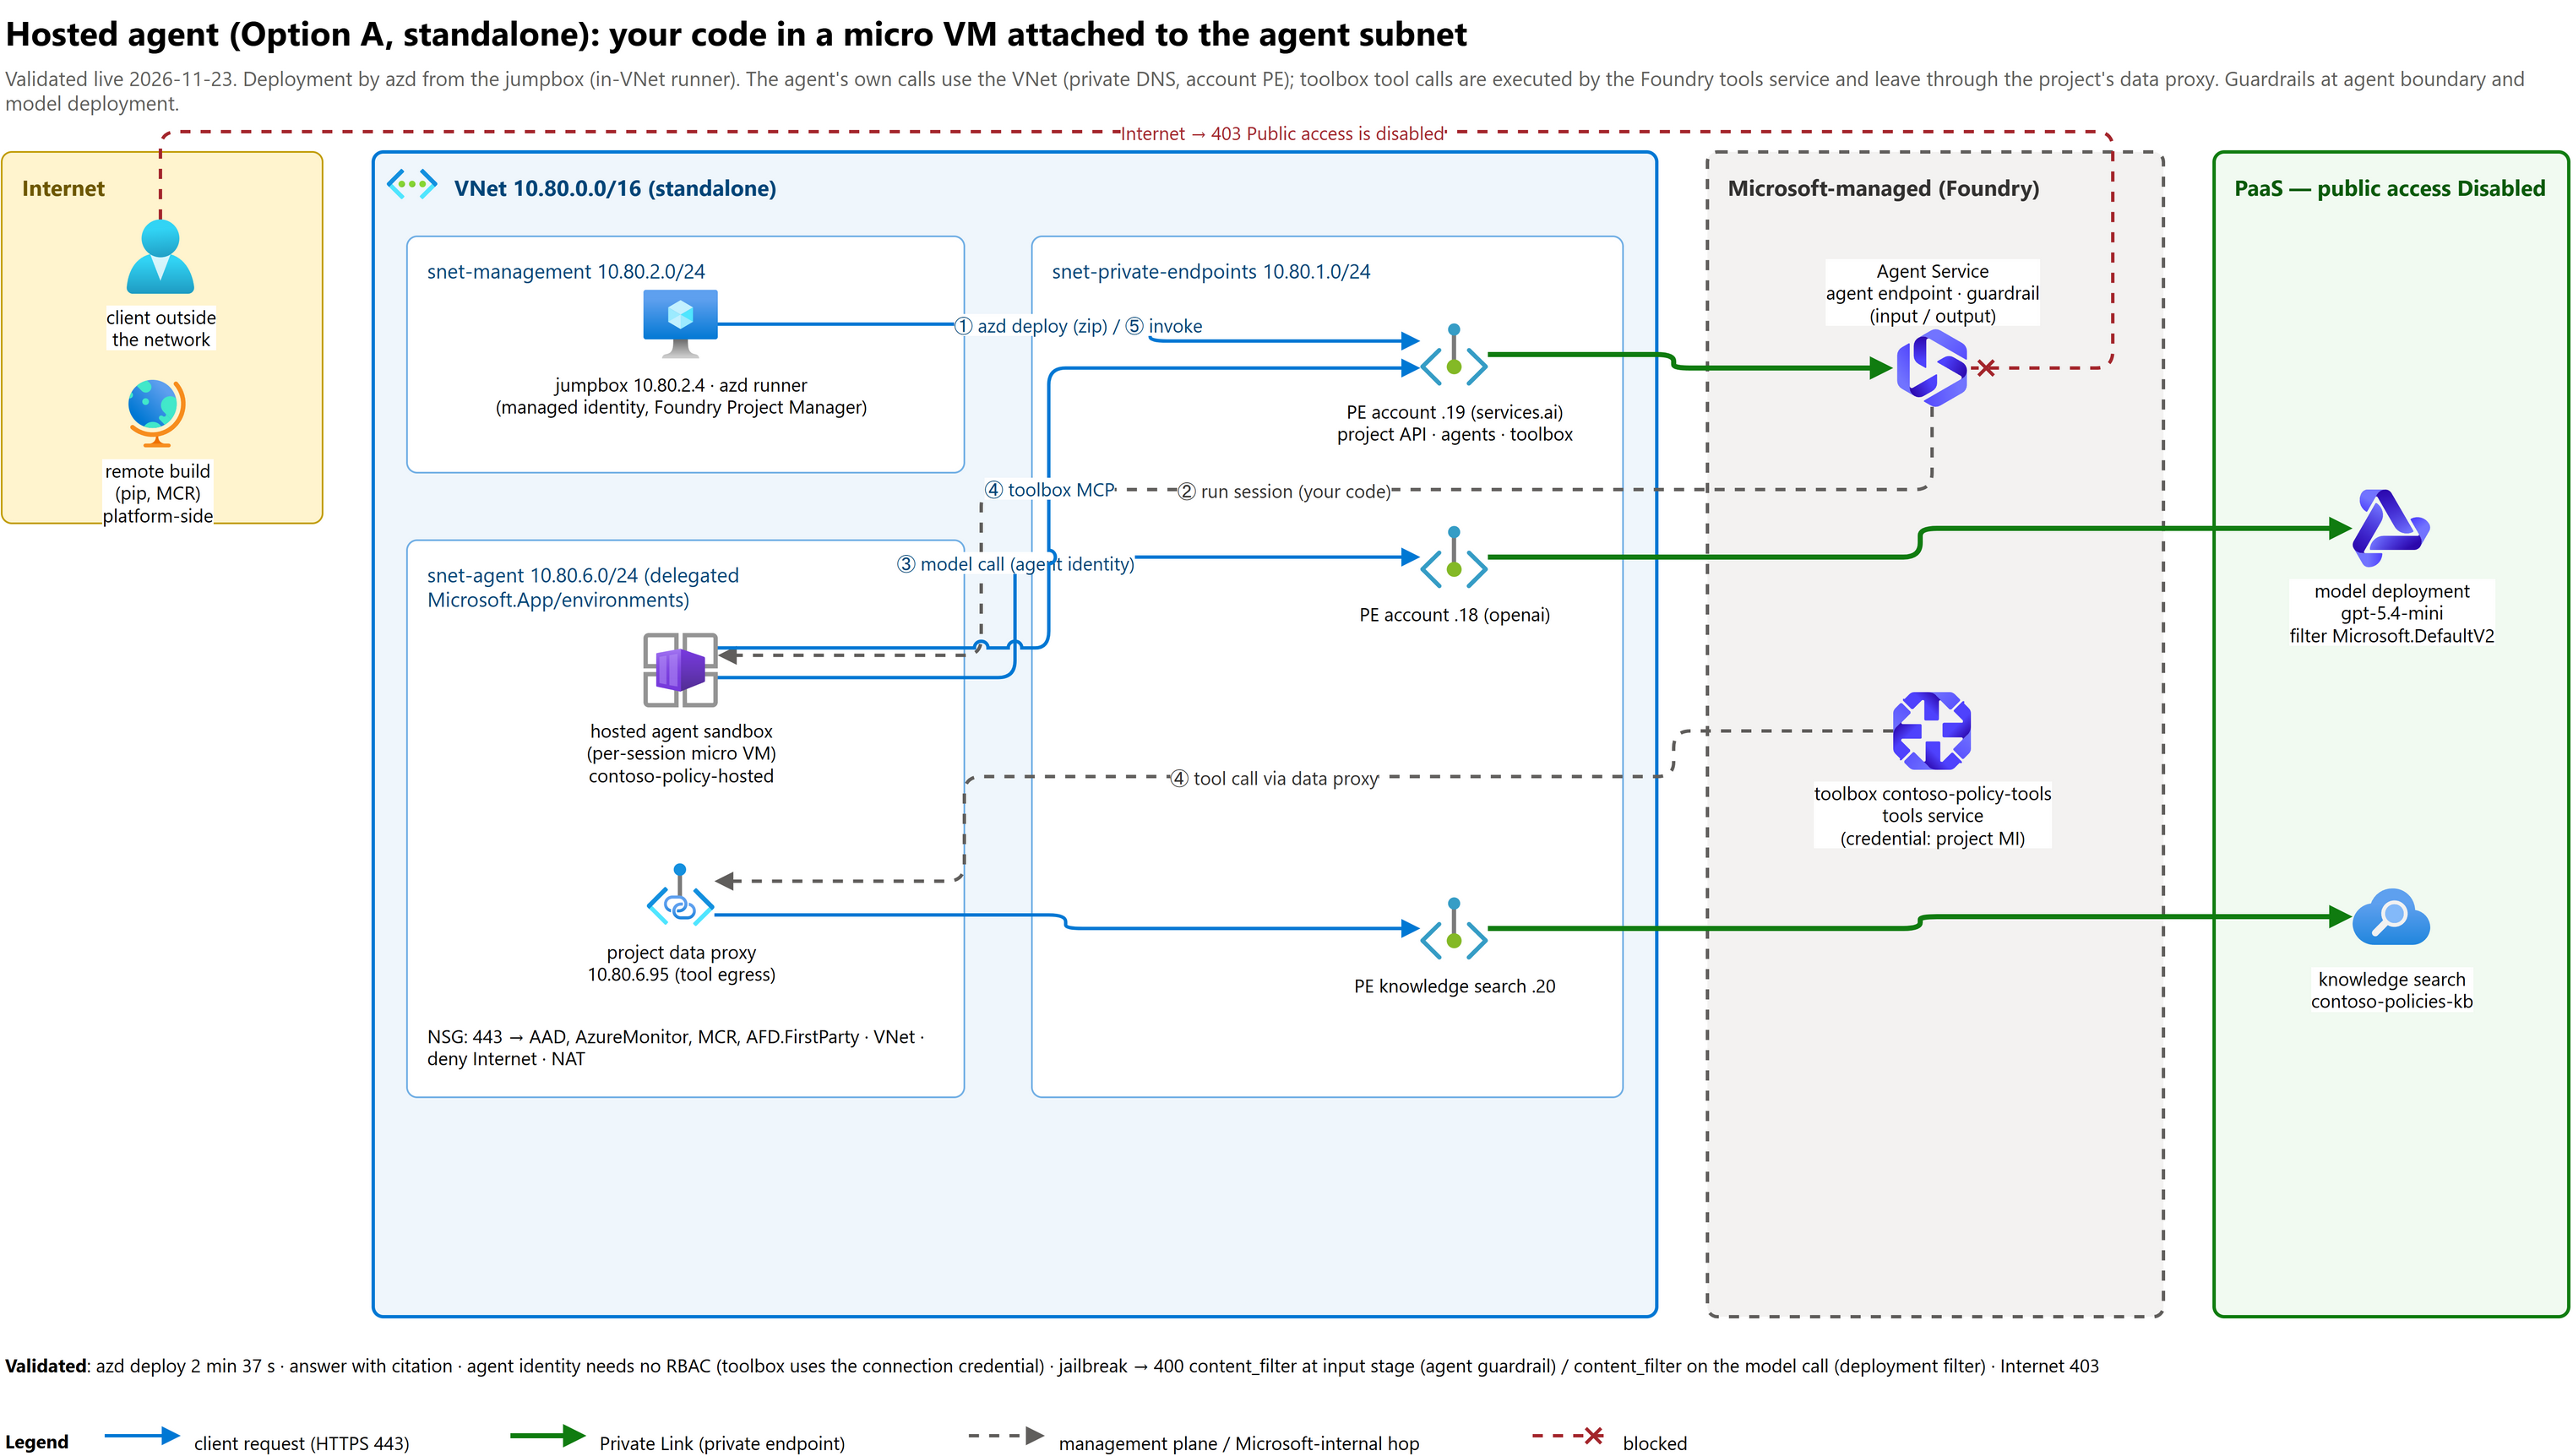 Hosted agent (Option A, standalone): your code in a micro VM attached to the agent subnet
Validated live 2026-11-23. Deployment by azd from the jumpbox (in-VNet runner). The agent's own calls use the VNet (private DNS, account PE); toolbox tool calls are executed by the Foundry tools service and leave through the project's data proxy. Guardrails at agent boundary and
model deployment.
Internet → 403 Public access is disabled
Internet
client outside
the network
remote build
(pip, MCR)
platform-side
VNet 10.80.0.0/16 (standalone)
snet-management 10.80.2.0/24
jumpbox 10.80.2.4 · azd runner
(managed identity, Foundry Project Manager)
① azd deploy (zip) / ⑤ invoke
snet-private-endpoints 10.80.1.0/24
PE account .19 (services.ai)
project API · agents · toolbox
④ toolbox MCP
② run session (your code)
③ model call (agent identity)
PE account .18 (openai)
snet-agent 10.80.6.0/24 (delegated
Microsoft.App/environments)
hosted agent sandbox
(per-session micro VM)
contoso-policy-hosted
④ tool call via data proxy
project data proxy
10.80.6.95 (tool egress)
PE knowledge search .20
NSG: 443 → AAD, AzureMonitor, MCR, AFD.FirstParty · VNet ·
deny Internet · NAT
Microsoft-managed (Foundry)
Agent Service
agent endpoint · guardrail
(input / output)
toolbox contoso-policy-tools
tools service
(credential: project MI)
PaaS — public access Disabled
model deployment
gpt-5.4-mini
filter Microsoft.DefaultV2
knowledge search
contoso-policies-kb
Validated: azd deploy 2 min 37 s · answer with citation · agent identity needs no RBAC (toolbox uses the connection credential) · jailbreak → 400 content_filter at input stage (agent guardrail) / content_filter on the model call (deployment filter) · Internet 403
Legend
client request (HTTPS 443)
Private Link (private endpoint)
management plane / Microsoft-internal hop
blocked